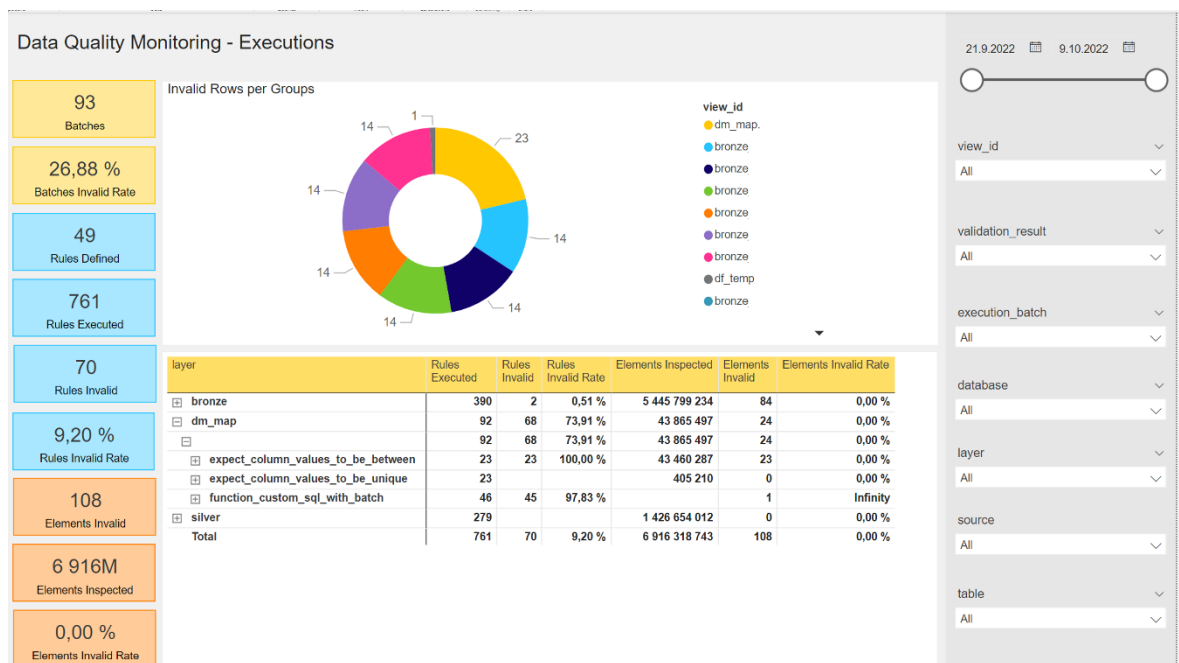 Data Quality Monitoring - Executions
93
Batches
26,88 %
Batches Invalid Rate
49
Rules Defined
761
Rules Executed
70
Rules Invalid
9,20 %
Rules Invalid Rate
108
Elements Invalid
6 916M
Elements Inspected
0,00 %
Elements Invalid Rate
Invalid Rows per Groups
1
23
14
14
14
14
14
14
view_id
dm_map.
bronze
bronze
bronze
bronze
bronze
bronze
df_temp
bronze
layer Rules Executed Rules Invalid Rules Invalid Rate Elements Inspected Elements Invalid Elements Invalid Rate
bronze 390 2 0,51 % 5 445 799 234 84 0,00 %
dm_map 92 68 73,91 % 43 865 497 24 0,00 %
92 68 73,91 % 43 865 497 24 0,00 %
expect_column_values_to_be_between 23 23 100,00 % 43 460 287 23 0,00 %
expect_column_values_to_be_unique 23 405 210 0 0,00 %
function_custom_sql_with_batch 46 45 97,83 % 1 Infinity
silver 279 1 426 654 012 0 0,00 %
Total 761 70 9,20 % 6 916 318 743 108 0,00 %
21.9.2022 9.10.2022
view_id
All
validation_result
All
execution_batch
All
database
All
layer
All
source
All
table
All